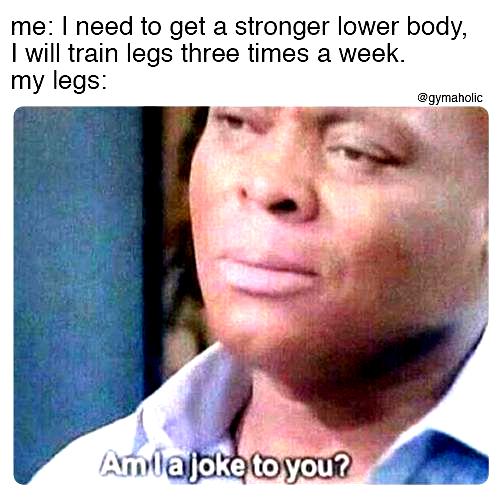 me: I need to get a stronger lower body,
I will train legs three times a week.
my legs:
@gymaholic
Am I a joke to you?